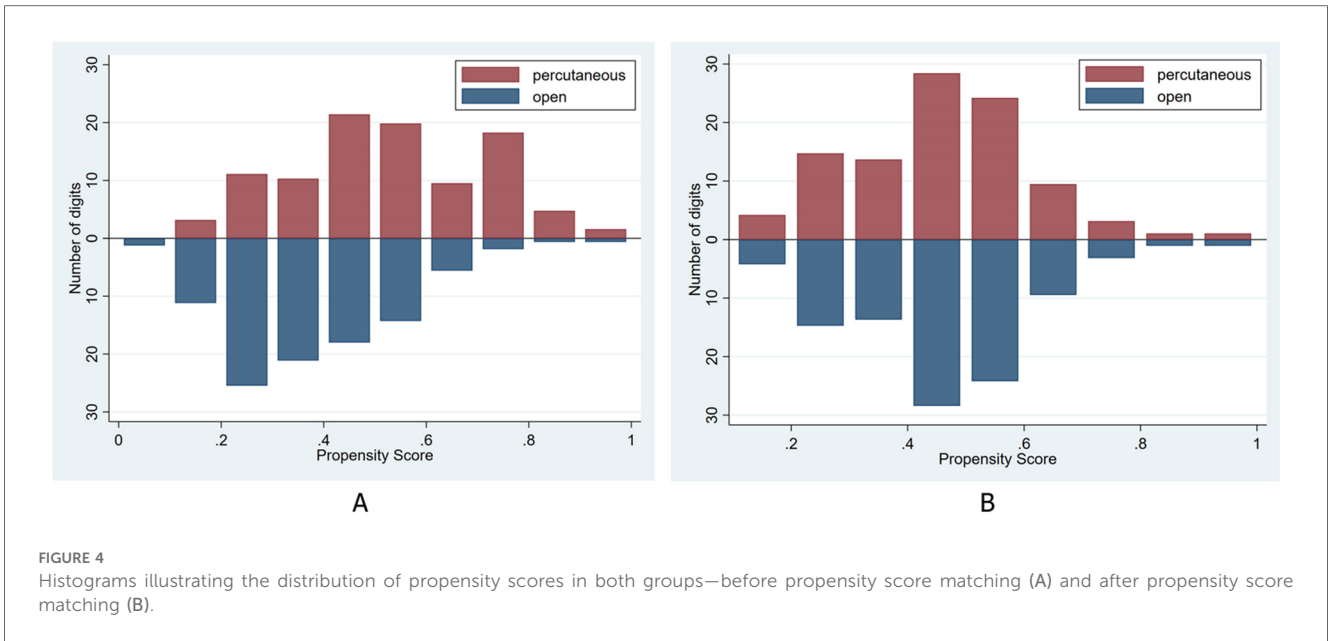 30
20
10
0
10
20
30
Number of digits
percutaneous
open
0
.2
.4
.6
.8
1
Propensity Score
A
30
20
10
0
10
20
30
Number of digits
percutaneous
open
.2
.4
.6
.8
1
Propensity Score
B
FIGURE 4
Histograms illustrating the distribution of propensity scores in both groups—before propensity score matching (A) and after propensity score
matching (B).